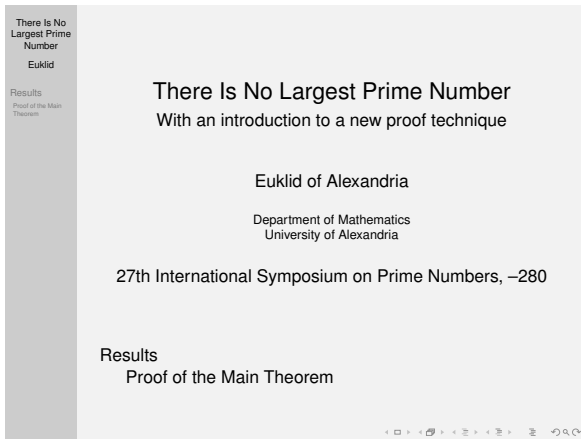 There Is No
Largest Prime
Number
Euklid
Results
Proof of the Main
Theorem
There Is No Largest Prime Number
With an introduction to a new proof technique
Euklid of Alexandria
Department of Mathematics
University of Alexandria
27th International Symposium on Prime Numbers, –280
Results
Proof of the Main Theorem